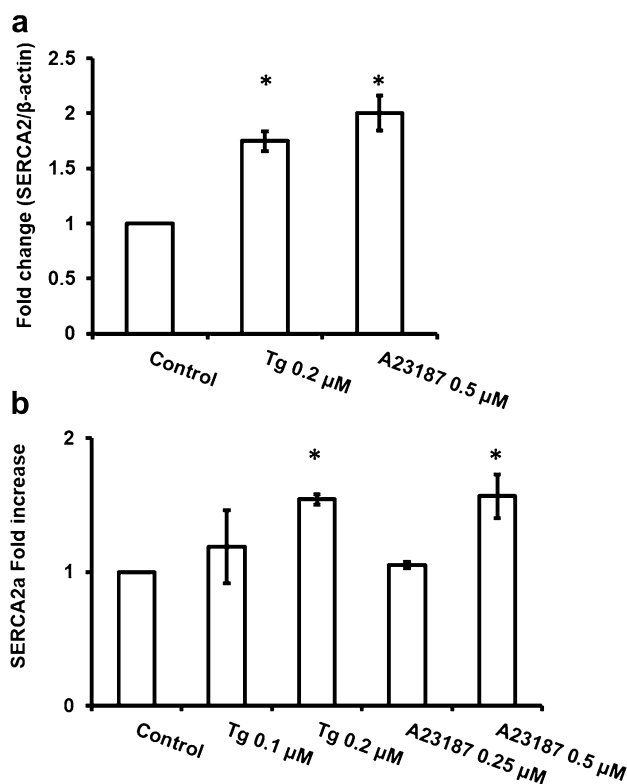 a
Fold change (SERCA2/β-actin)
2.5
2
1.5
1
0.5
0
*
*
Control
Tg 0.2 µM
A23187 0.5 µM
b
SERCA2a Fold increase
2
1
0
*
*
Control
Tg 0.1 µM
Tg 0.2 µM
A23187 0.25 µM
A23187 0.5 µM